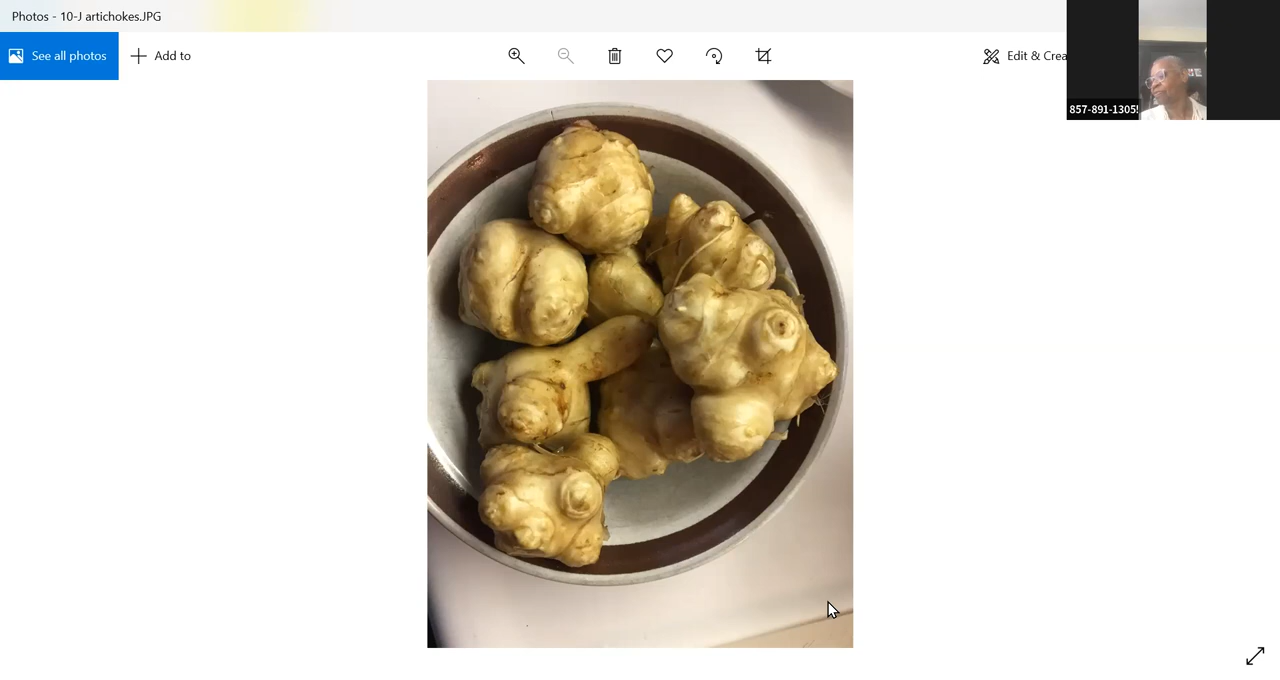 Photos - 10-J artichokes.JPG
See all photos
Add to
Edit & Crea
857-891-1305